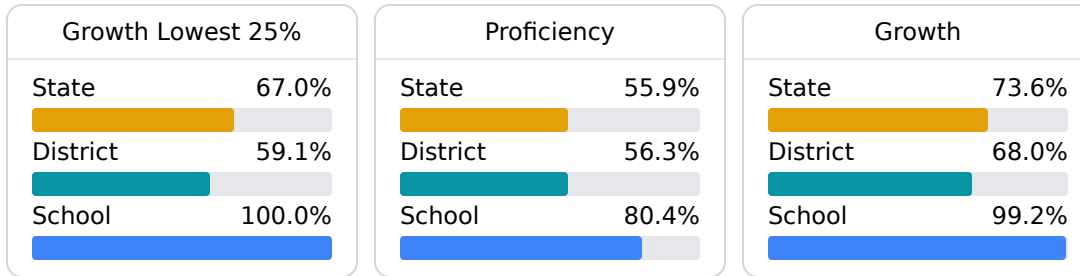 Growth Lowest 25%
State 67.0%
District 59.1%
School 100.0%
Proficiency
State 55.9%
District 56.3%
School 80.4%
Growth
State 73.6%
District 68.0%
School 99.2%